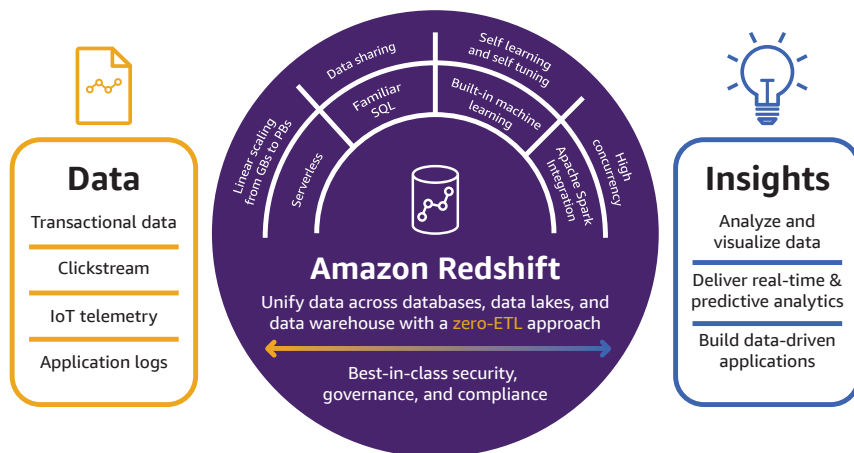 Data
Transactional data
Clickstream
IoT telemetry
Application logs
Linear scaling
from GBs to PBs
Data sharing
Self learning
and self tuning
High
concurrency
Serverless
Familiar
SQL
Built-in machine
learning
Apache Spark
Integration
Amazon Redshift
Unify data across databases, data lakes, and
data warehouse with a zero-ETL approach
Best-in-class security,
governance, and compliance
Insights
Analyze and
visualize data
Deliver real-time &
predictive analytics
Build data-driven
applications